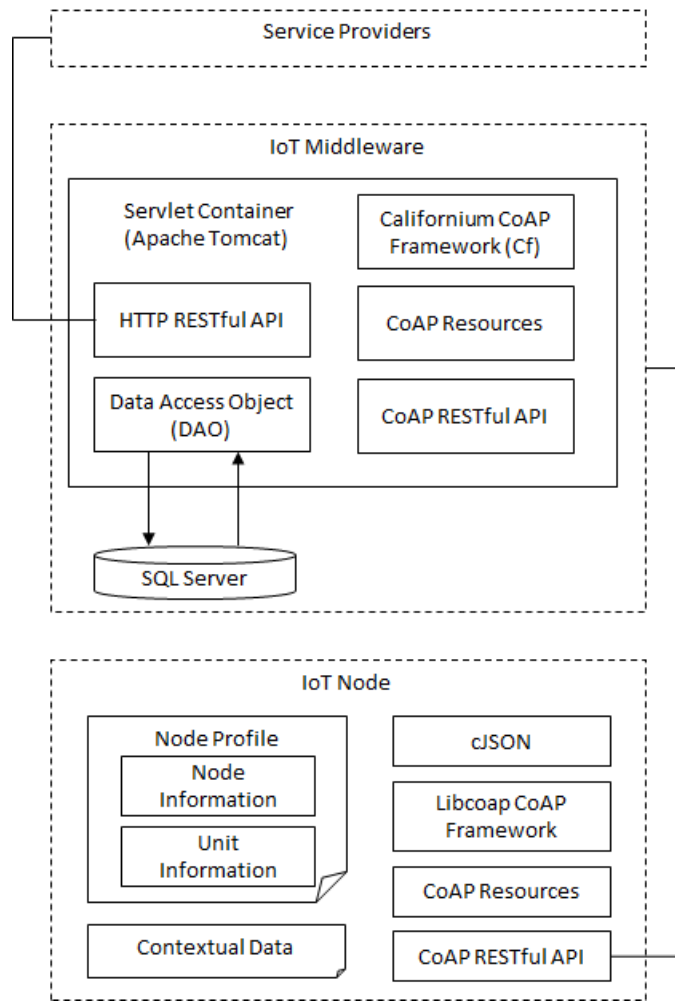 Service Providers
IoT Middleware
Servlet Container
(Apache Tomcat)
Californium CoAP
Framework (Cf)
HTTP RESTful API
CoAP Resources
Data Access Object
(DAO)
CoAP RESTful API
SQL Server
IoT Node
Node Profile
Node
Information
Unit
Information
Contextual Data
cJSON
Libcoap CoAP
Framework
CoAP Resources
CoAP RESTful API